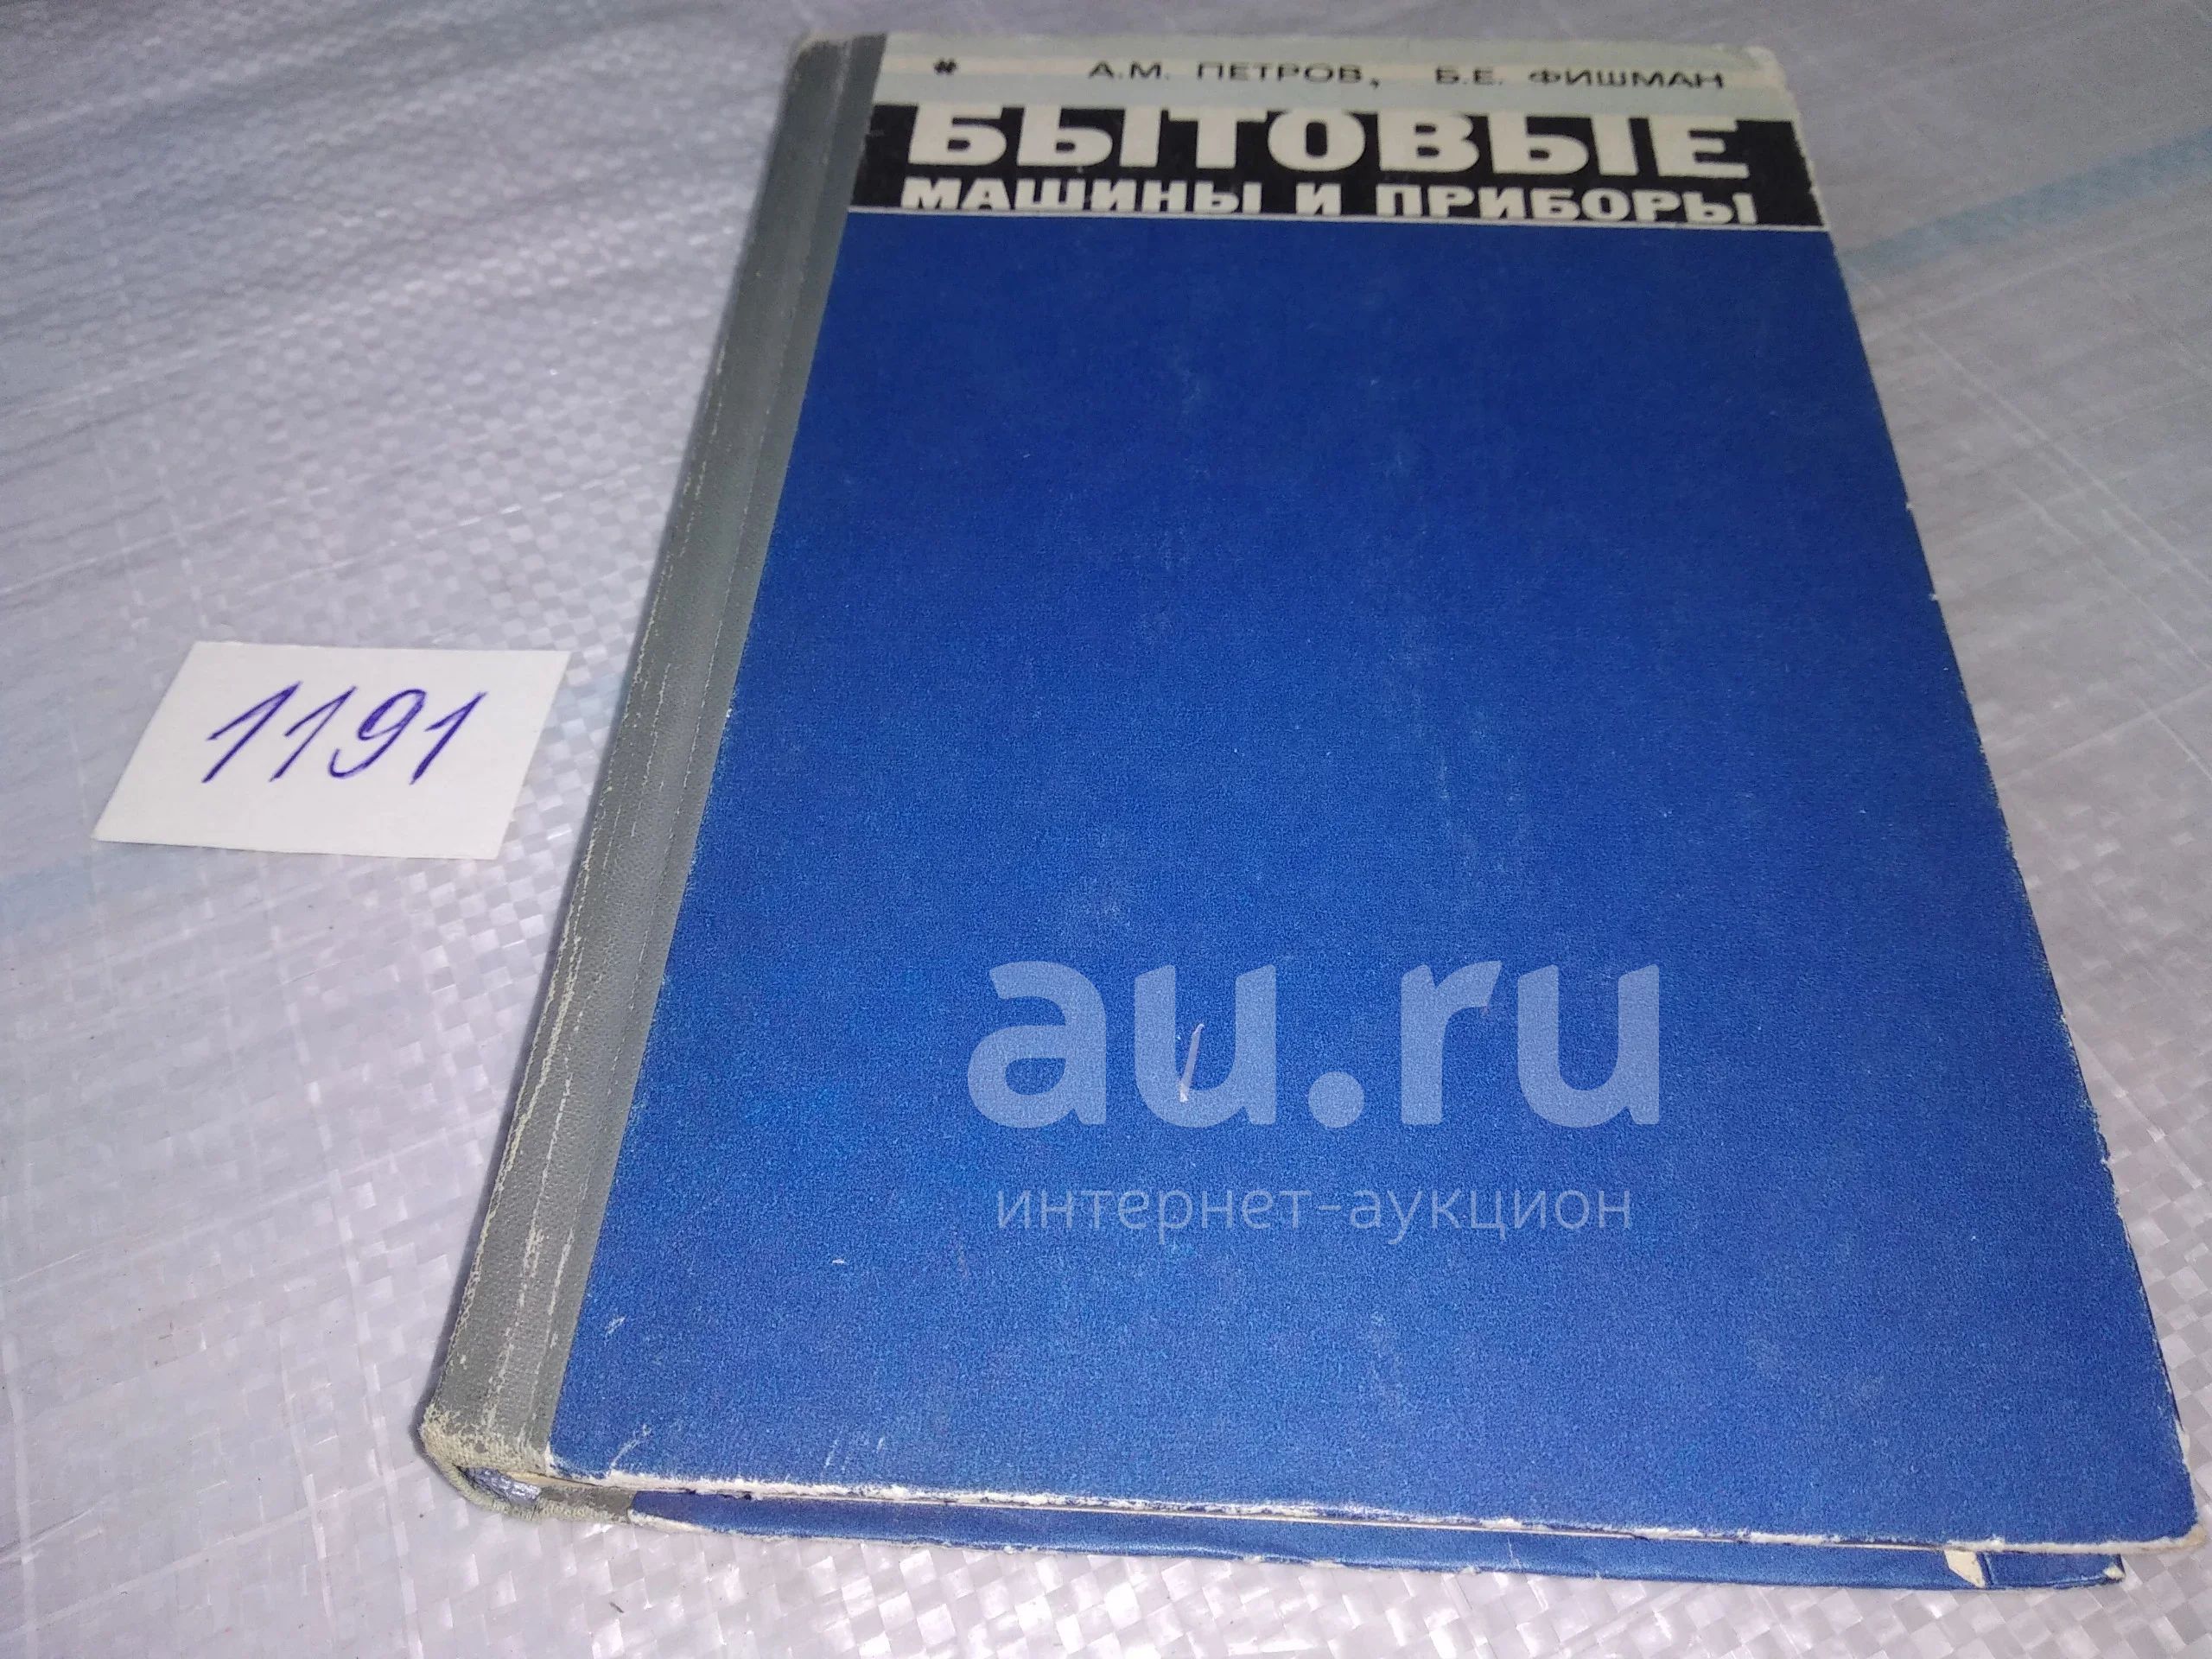 А.М. ПЕТРОВ, Б.Е. ФИШМАН
БЫТОВЫЕ
МАШИНЫ И ПРИБОРЫ
1191
au.ru
интернет-аукцион